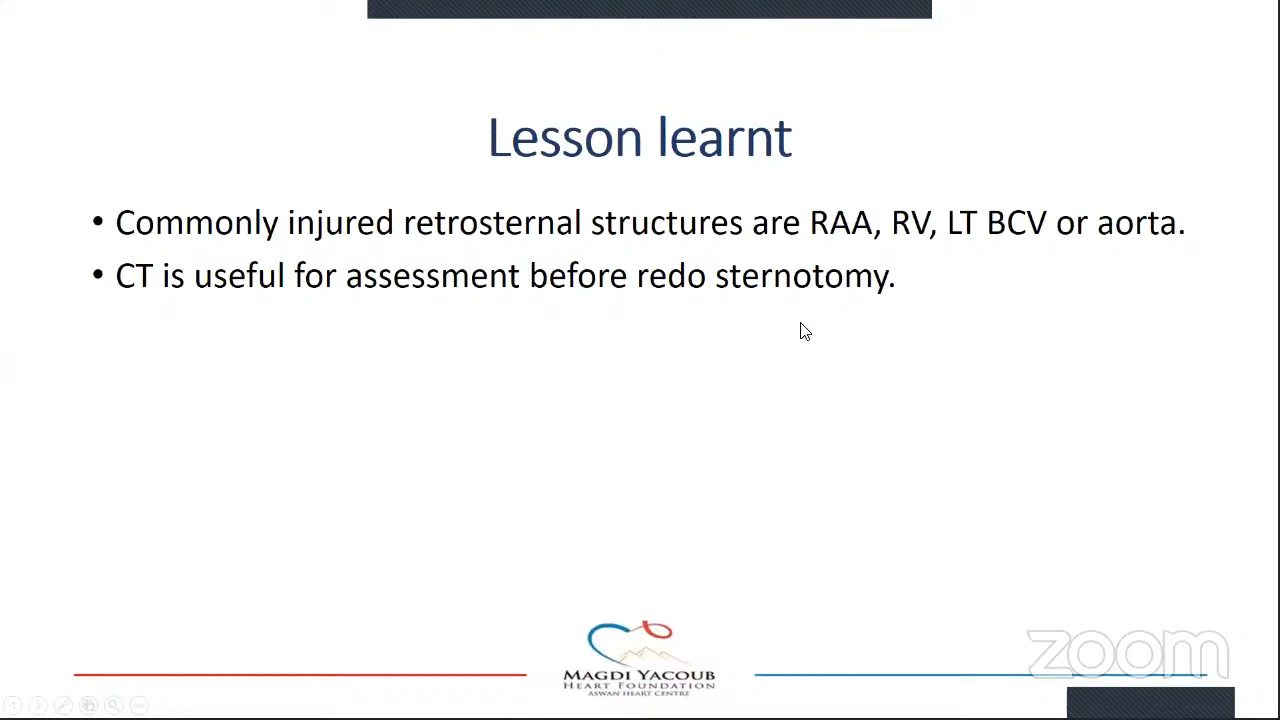 Lesson learnt
• Commonly injured retrosternal structures are RAA, RV, LT BCV or aorta.
• CT is useful for assessment before redo sternotomy.
MAGDI YACOUB
HEART FOUNDATION
ASWAN HEART CENTRE
zoom